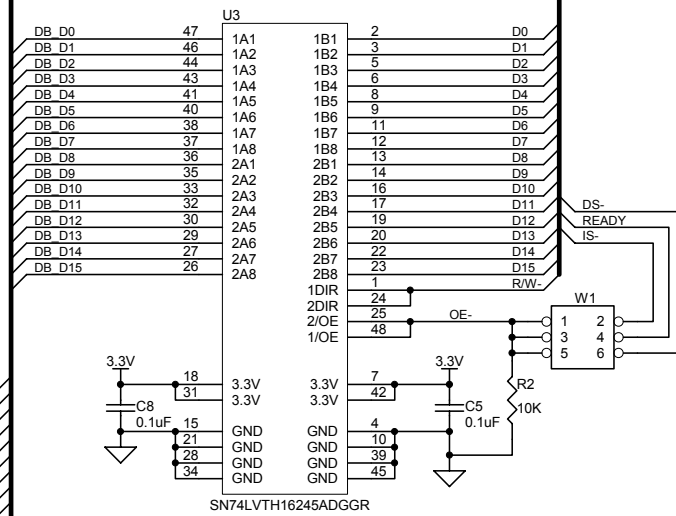 U3
DB_D0 47 1A1 1B1 2 D0
DB_D1 46 1A2 1B2 3 D1
DB_D2 44 1A3 1B3 5 D2
DB_D3 43 1A4 1B4 6 D3
DB_D4 41 1A5 1B5 8 D4
DB_D5 40 1A6 1B6 9 D5
DB_D6 38 1A7 1B7 11 D6
DB_D7 37 1A8 1B8 12 D7
DB_D8 36 2A1 2B1 13 D8
DB_D9 35 2A2 2B2 14 D9
DB_D10 33 2A3 2B3 16 D10
DB_D11 32 2A4 2B4 17 D11 DS-
DB_D12 30 2A5 2B5 19 D12 READY
DB_D13 29 2A6 2B6 20 D13 IS-
DB_D14 27 2A7 2B7 22 D14
DB_D15 26 2A8 2B8 23 D15
1DIR 1 R/W-
2DIR 24 W1
2/OE 25 OE- 1 2
1/OE 48 3 4
5 6
3.3V 3.3V
18 3.3V 3.3V 7 R2
31 3.3V 3.3V 42
C8 C5 10K
0.1uF 0.1uF
15 GND GND 4
21 GND GND 10
28 GND GND 39
34 GND GND 45
SN74LVTH16245ADGGR